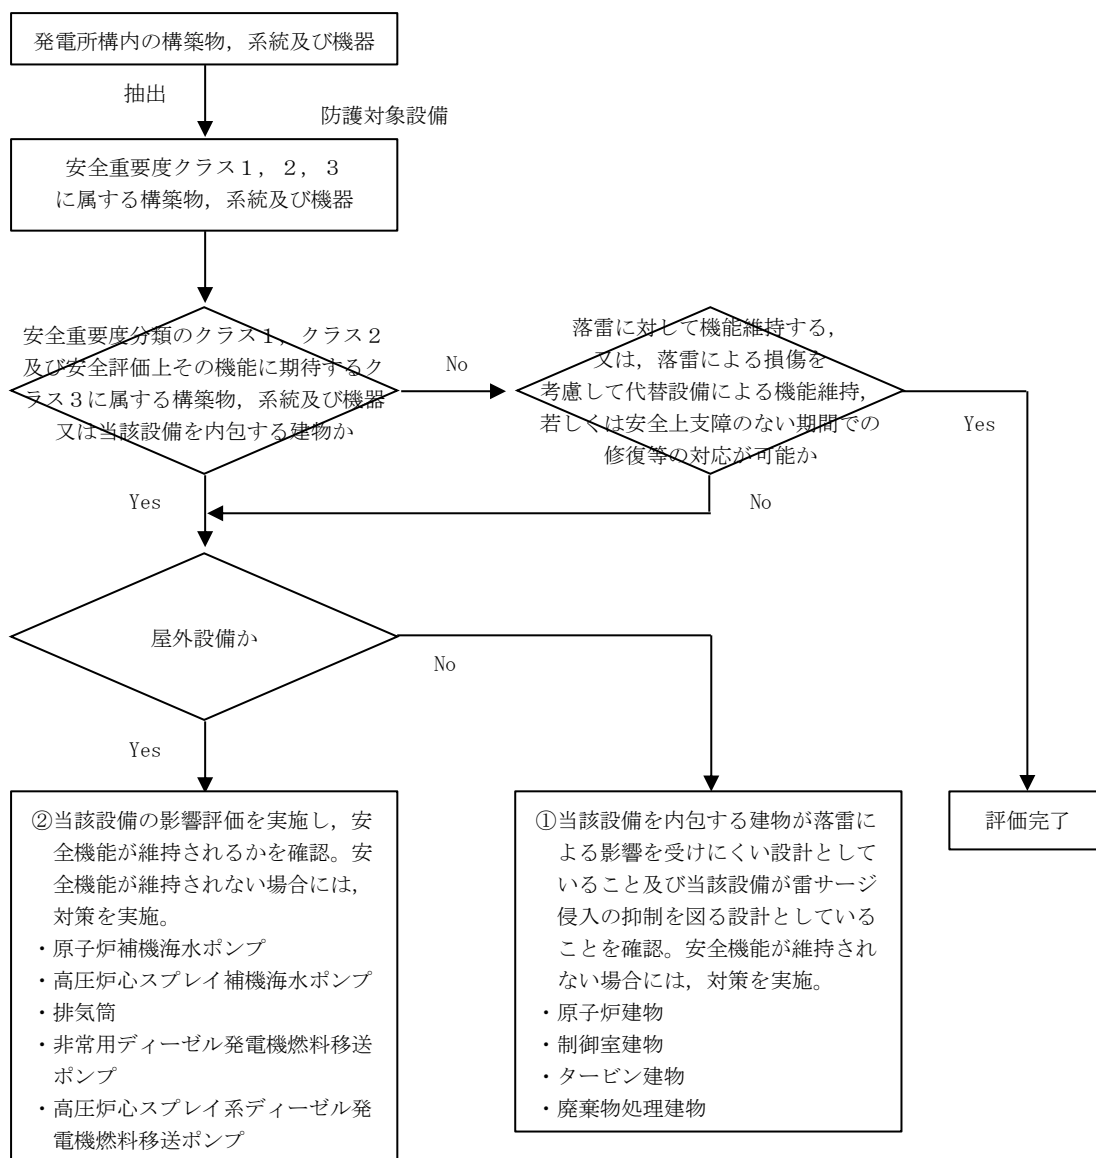 発電所構内の構築物，系統及び機器
抽出
防護対象設備
安全重要度クラス１，２，３
に属する構築物，系統及び機器
安全重要度分類のクラス１，クラス２
及び安全評価上その機能に期待するク
ラス３に属する構築物，系統及び機器
又は当該設備を内包する建物か
No
落雷に対して機能維持する，
又は，落雷による損傷を
考慮して代替設備による機能維持，
若しくは安全上支障のない期間での
修復等の対応が可能か
Yes
Yes
No
屋外設備か
No
Yes
②当該設備の影響評価を実施し，安
全機能が維持されるかを確認。安
全機能が維持されない場合には，
対策を実施。
・原子炉補機海水ポンプ
・高圧炉心スプレイ補機海水ポンプ
・排気筒
・非常用ディーゼル発電機燃料移送
ポンプ
・高圧炉心スプレイ系ディーゼル発
電機燃料移送ポンプ
①当該設備を内包する建物が落雷に
よる影響を受けにくい設計として
いること及び当該設備が雷サージ
侵入の抑制を図る設計としている
ことを確認。安全機能が維持され
ない場合には，対策を実施。
・原子炉建物
・制御室建物
・タービン建物
・廃棄物処理建物
評価完了